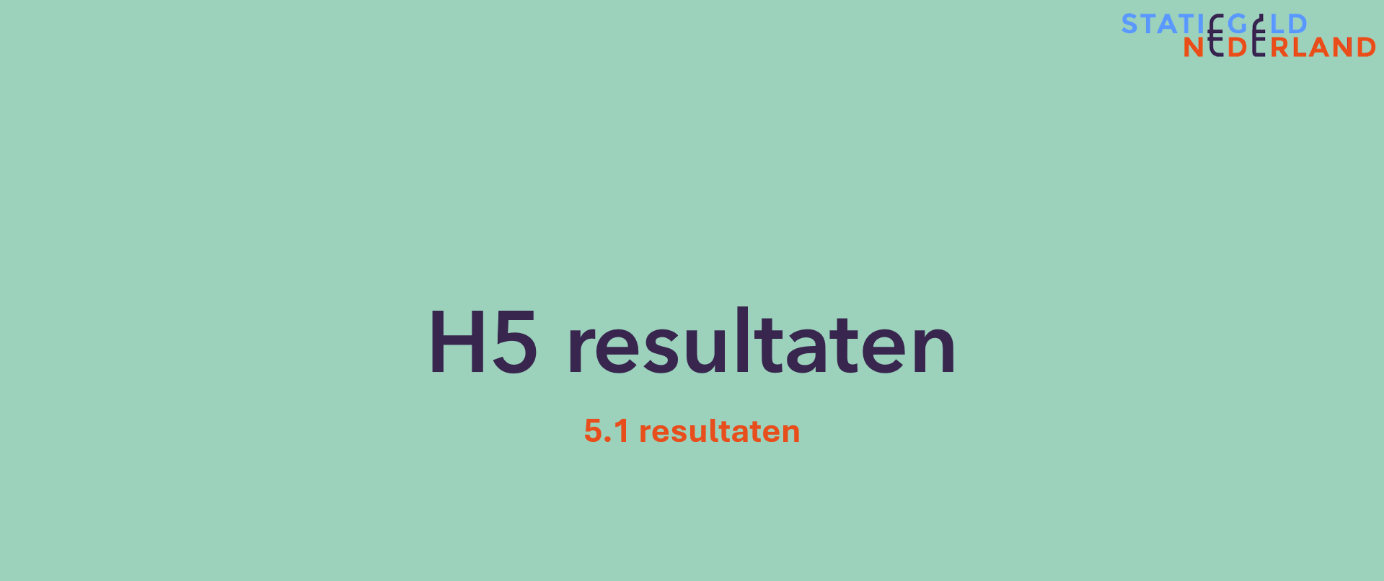 STATIEGELD
NEDERLAND
H5 resultaten
5.1 resultaten